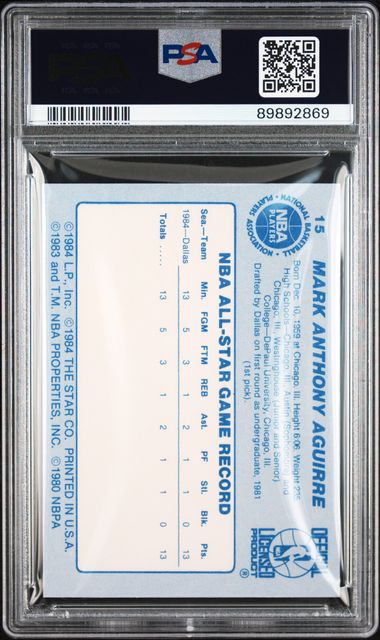 PSA
89892869
15
MARK ANTHONY AGUIRRE
Born Dec. 10, 1959 at Chicago, Ill. Height 6:06. Weight 225
High Schools—Chicago, Ill., Austin (Sophomore) and
Chicago, Ill., Westinghouse (Junior and Senior)
College—DePaul University, Chicago, Ill.
Drafted by Dallas on first round as undergraduate, 1981
(1st pick).
NATIONAL BASKETBALL
PLAYERS ASSOCIATION
NBA
PLAYERS
OFFICIAL
NBA
LICENSED
PRODUCT
®
NBA ALL-STAR GAME RECORD
Sea.—Team Min. FGM FTM REB Ast. PF Stl. Blk. Pts.
1984—Dallas 13 5 3 1 2 1 1 0 13
Totals ..... 13 5 3 1 2 1 1 0 13
©1984 L.P., Inc. ©1984 THE STAR CO. PRINTED IN U.S.A.
©1983 and T.M. NBA PROPERTIES, INC. ©1980 NBPA